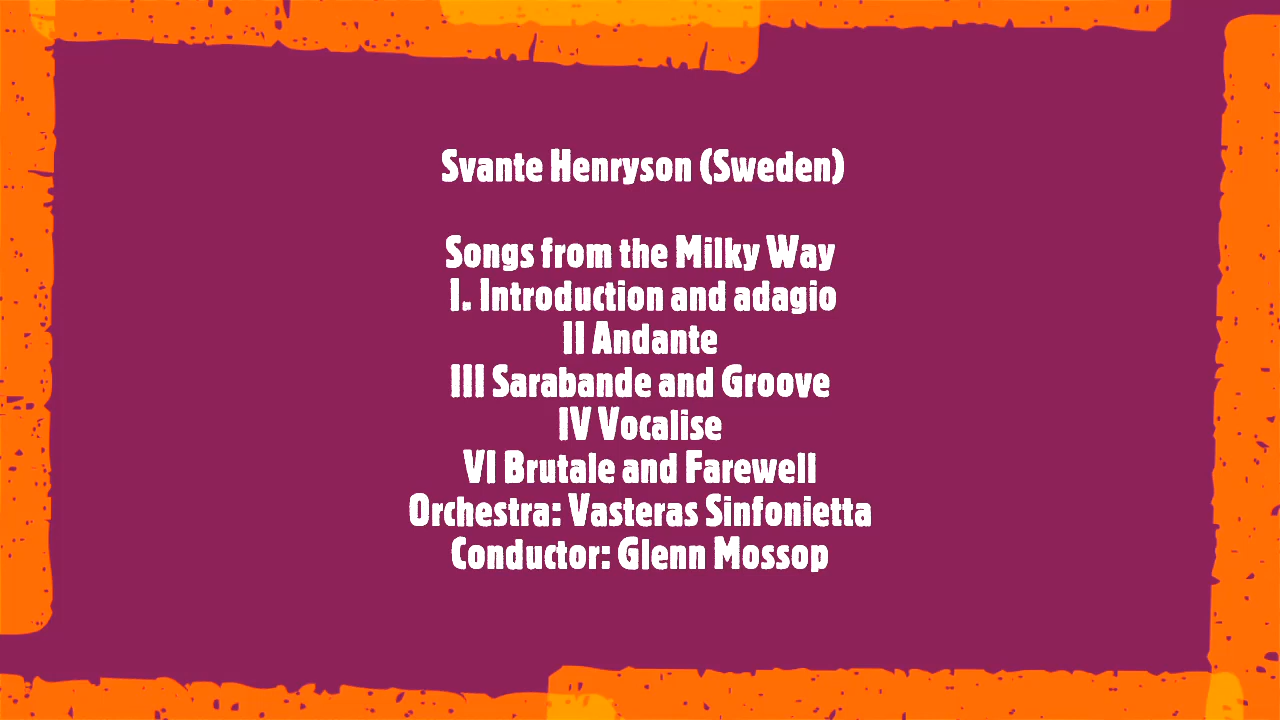 Svante Henryson (Sweden)
Songs from the Milky Way
I. Introduction and adagio
II Andante
III Sarabande and Groove
IV Vocalise
VI Brutale and Farewell
Orchestra: Vasteras Sinfonietta
Conductor: Glenn Mossop